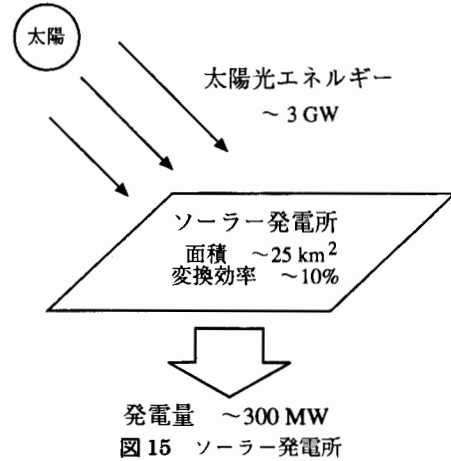 太陽
太陽光エネルギー
～3 GW
ソーラー発電所
面積　～25 km²
変換効率　～10%
発電量　～300 MW
図 15　ソーラー発電所